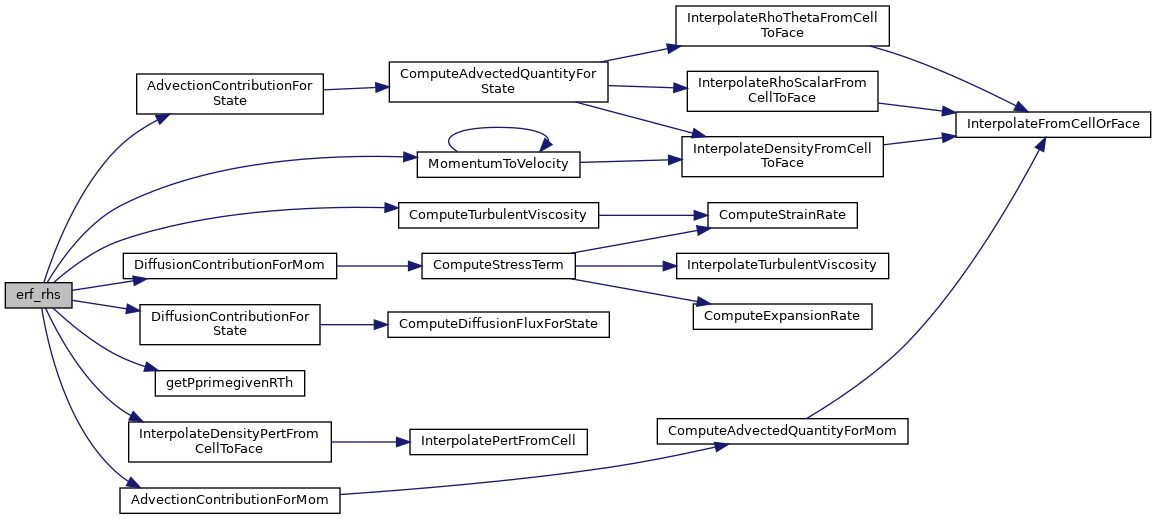 erf_rhs
AdvectionContributionFor
State
DiffusionContributionForMom
DiffusionContributionFor
State
getPprimegivenRTh
InterpolateDensityPertFrom
CellToFace
AdvectionContributionForMom
ComputeAdvectedQuantityFor
State
MomentumToVelocity
ComputeTurbulentViscosity
ComputeStressTerm
ComputeDiffusionFluxForState
InterpolatePertFromCell
InterpolateRhoThetaFromCell
ToFace
InterpolateRhoScalarFrom
CellToFace
InterpolateDensityFromCell
ToFace
ComputeStrainRate
InterpolateTurbulentViscosity
ComputeExpansionRate
ComputeAdvectedQuantityForMom
InterpolateFromCellOrFace